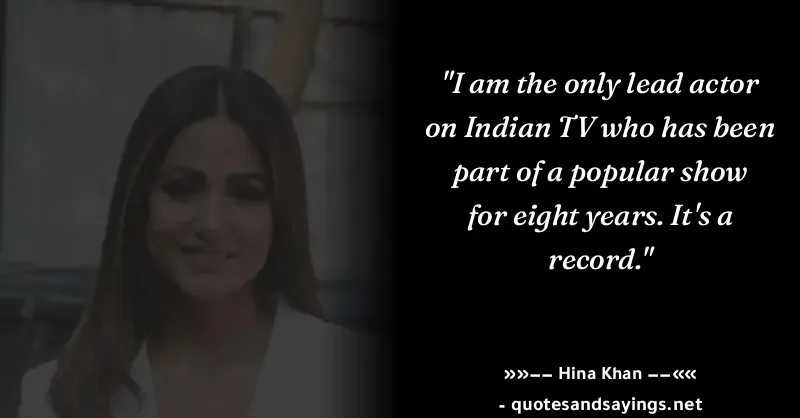 "I am the only lead actor
on Indian TV who has been
part of a popular show
for eight years. It's a
record."
»»−− Hina Khan −−««
- quotesandsayings.net